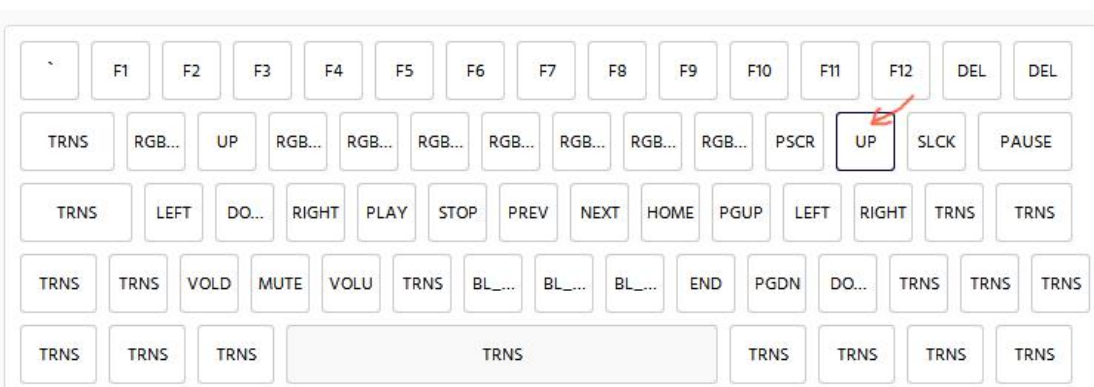 ` F1 F2 F3 F4 F5 F6 F7 F8 F9 F10 F11 F12 DEL DEL
TRNS RGB... UP RGB... RGB... RGB... RGB... RGB... RGB... RGB... PSCR UP SLCK PAUSE
TRNS LEFT DO... RIGHT PLAY STOP PREV NEXT HOME PGUP LEFT RIGHT TRNS TRNS
TRNS TRNS VOLD MUTE VOLU TRNS BL_... BL_... BL_... END PGDN DO... TRNS TRNS TRNS
TRNS TRNS TRNS TRNS TRNS TRNS TRNS TRNS